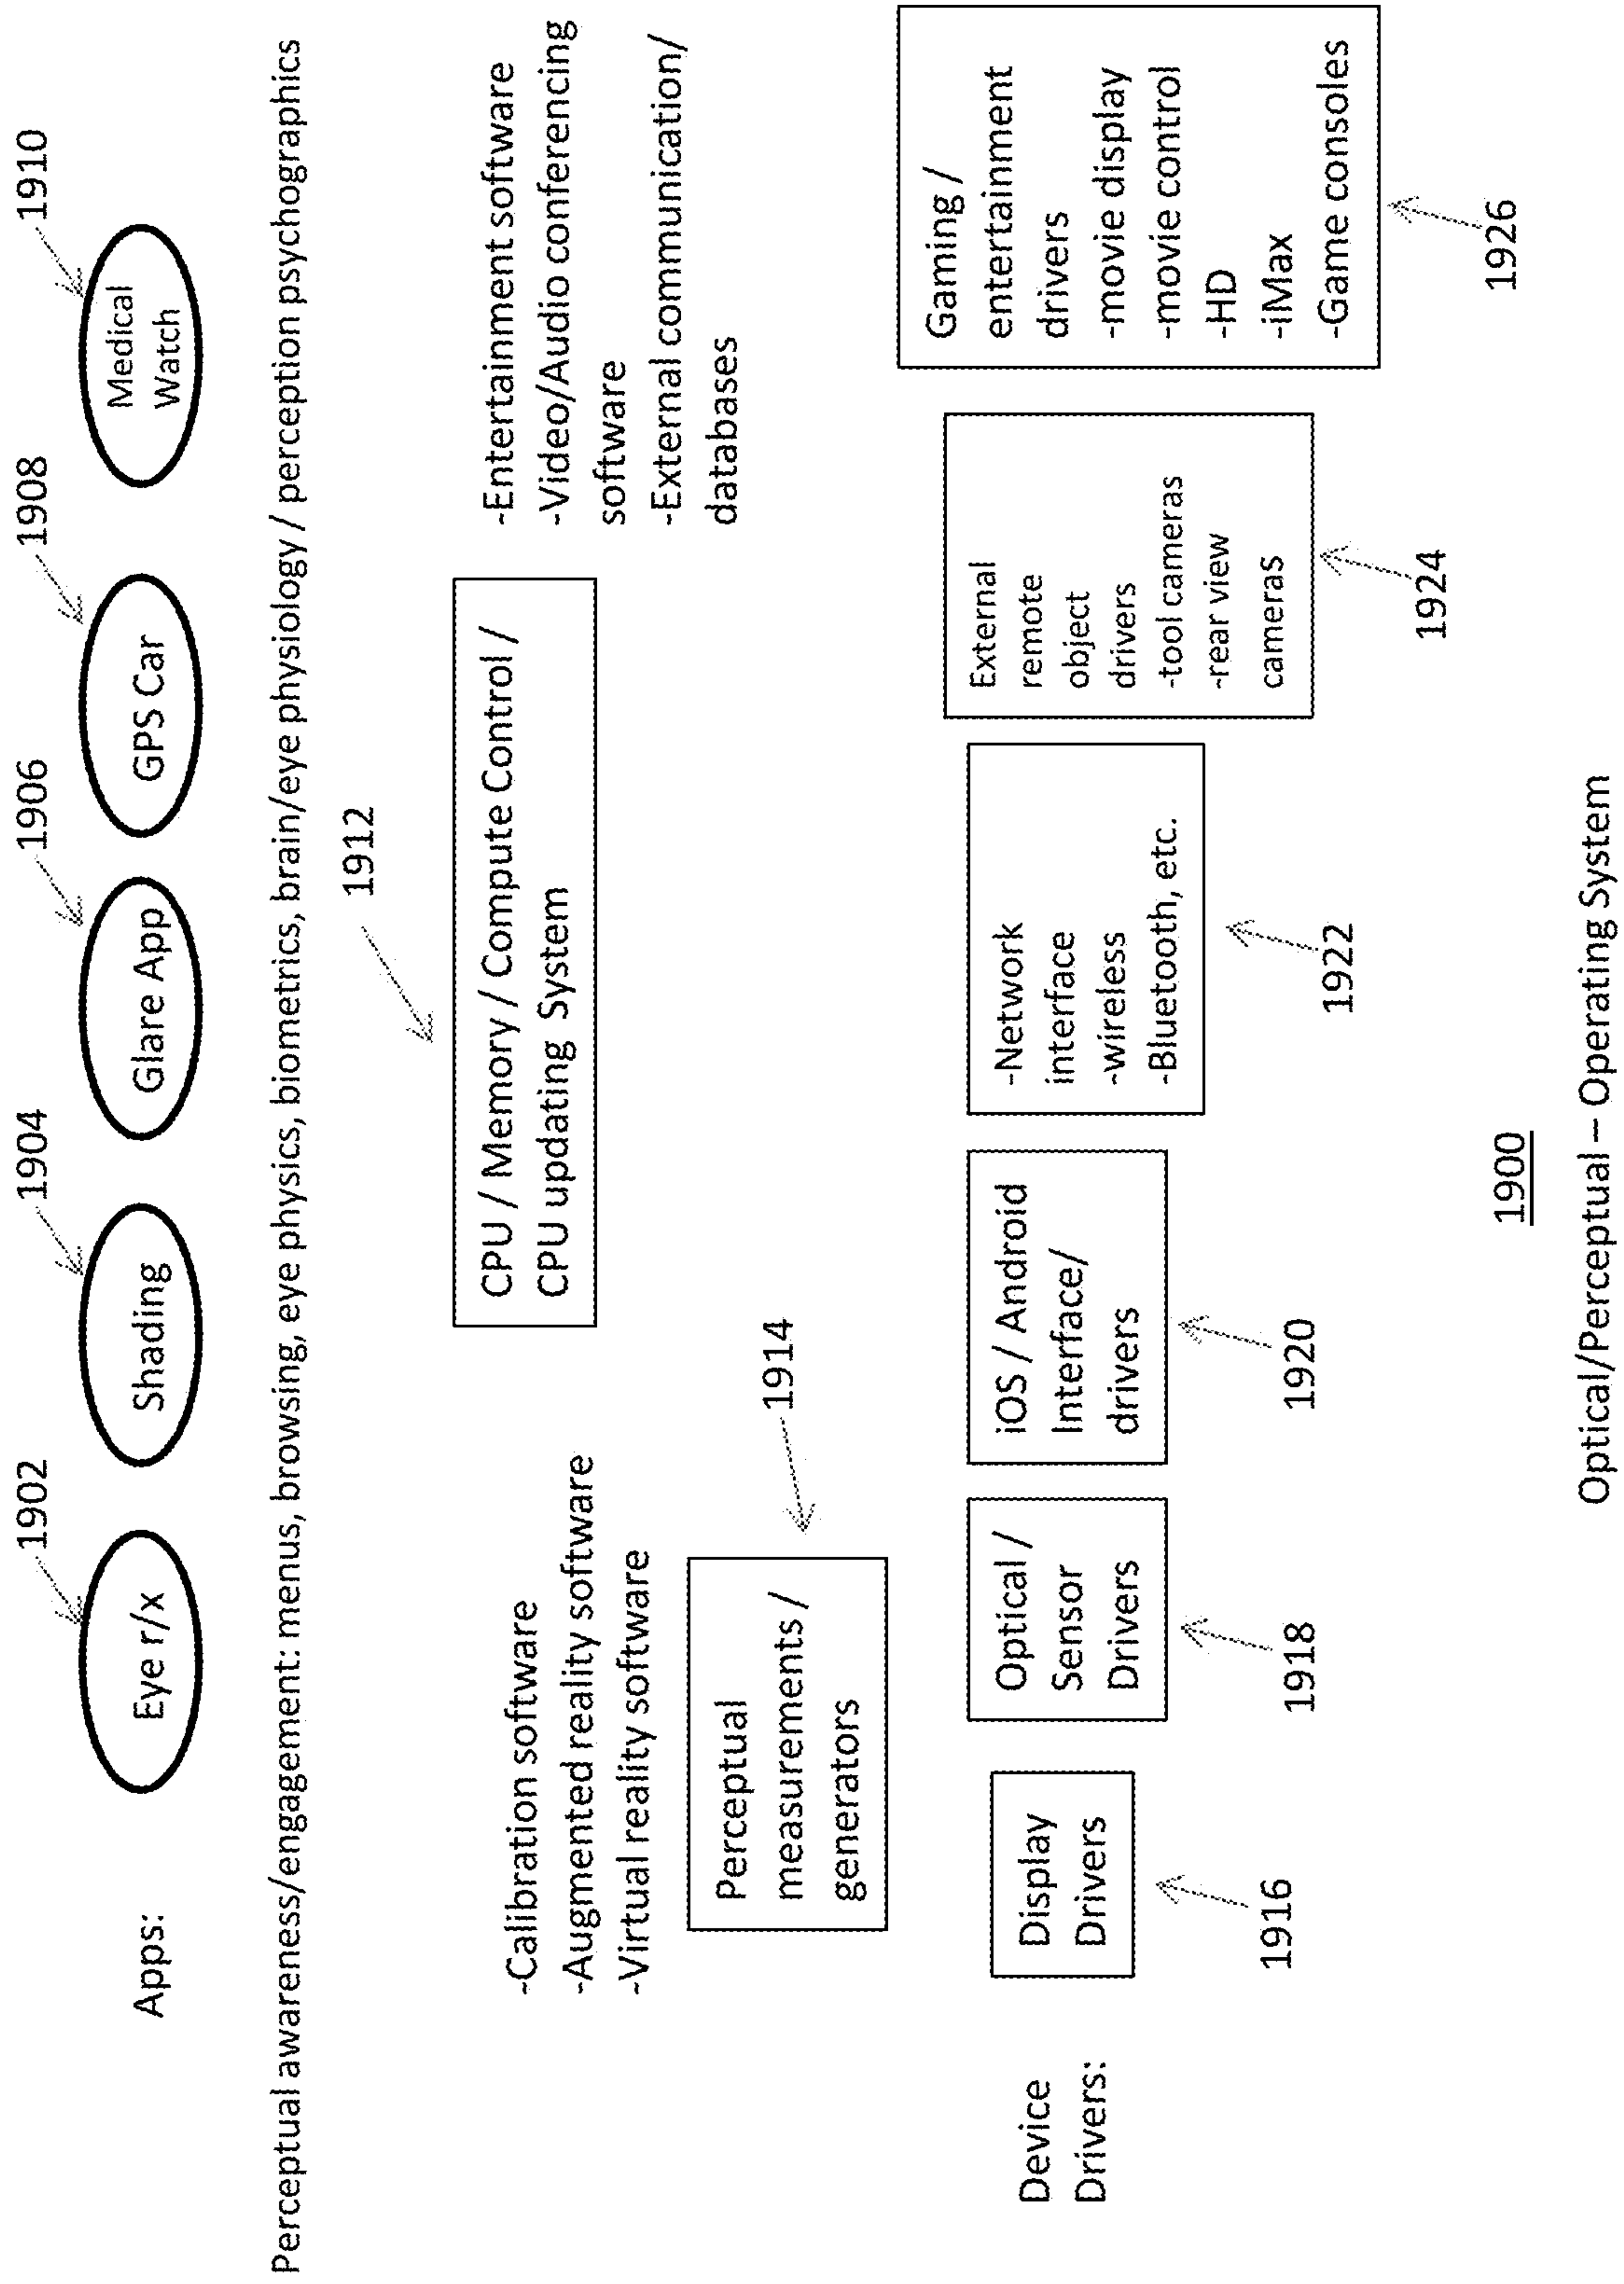 1902
1904
1906
1908
1910
Apps:
Eye r/x
Shading
Glare App
GPS Car
Medical
Watch
Perceptual awareness/engagement: menus, browsing, eye physics, biometrics, brain/eye physiology / perception psychographics
1912
-Calibration software
-Augmented reality software
-Virtual reality software
CPU / Memory / Compute Control /
CPU updating System
-Entertainment software
-Video/Audio conferencing
software
-External communication/
databases
1914
Perceptual
measurements /
generators
Device
Drivers:
Display
Drivers
1916
Optical /
Sensor
Drivers
1918
iOS / Android
Interface/
drivers
1920
-Network
interface
-wireless
-Bluetooth, etc.
1922
External
remote
object
drivers
-tool cameras
-rear view
cameras
1924
Gaming /
entertainment
drivers
-movie display
-movie control
-HD
-iMax
-Game consoles
1926
1900
Optical/Perceptual – Operating System